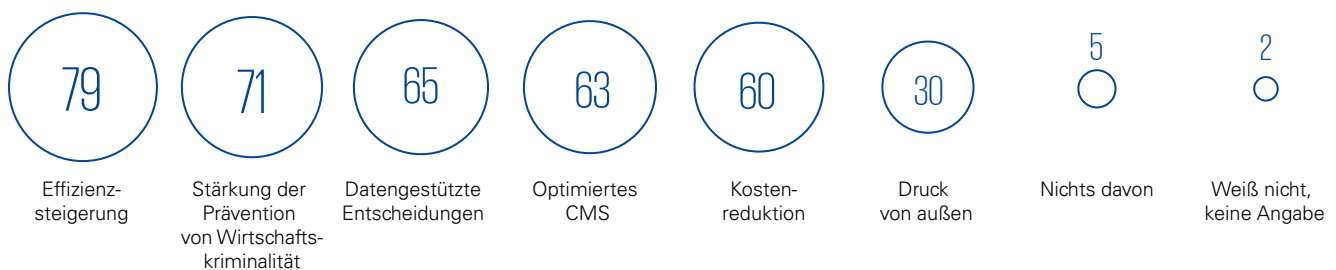 79
71
65
63
60
30
5
2
Effizienz-
steigerung
Stärkung der
Prävention
von Wirtschafts-
kriminalität
Datengestützte
Entscheidungen
Optimiertes
CMS
Kosten-
reduktion
Druck
von außen
Nichts davon
Weiß nicht,
keine Angabe